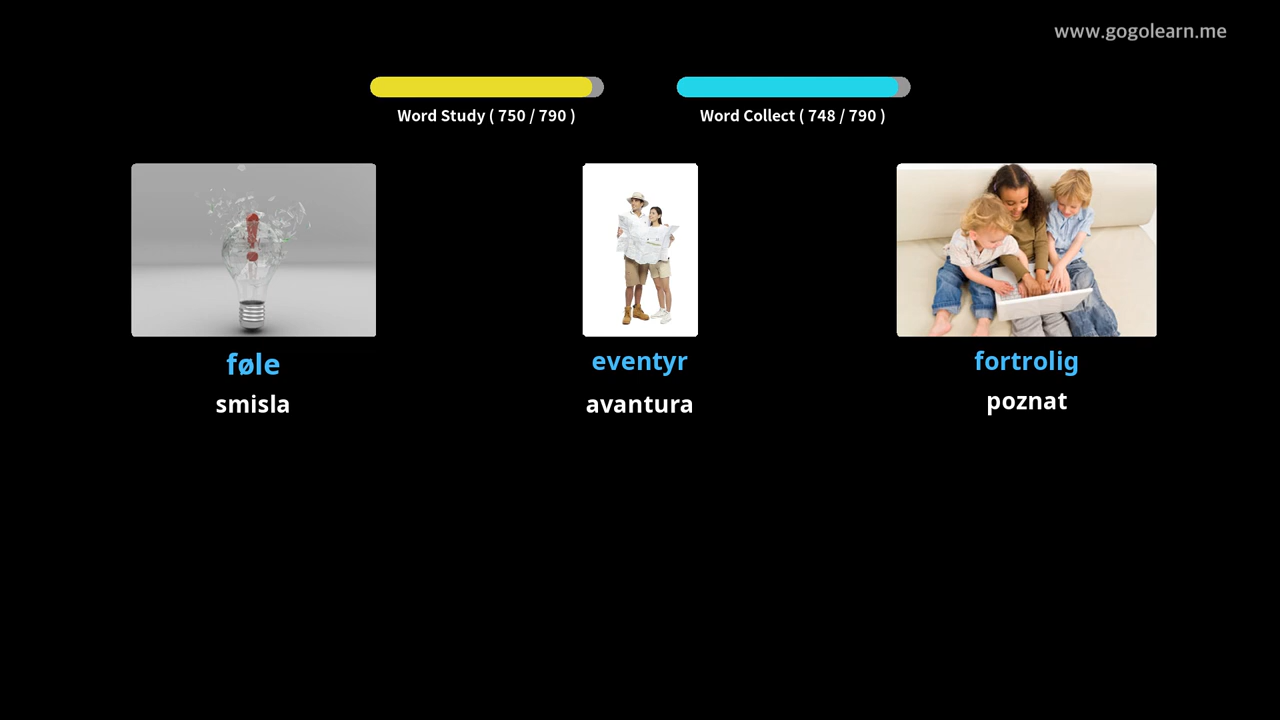 www.gogolearn.me
Word Study ( 750 / 790 )
Word Collect ( 748 / 790 )
føle
eventyr
fortrolig
smisla
avantura
poznat